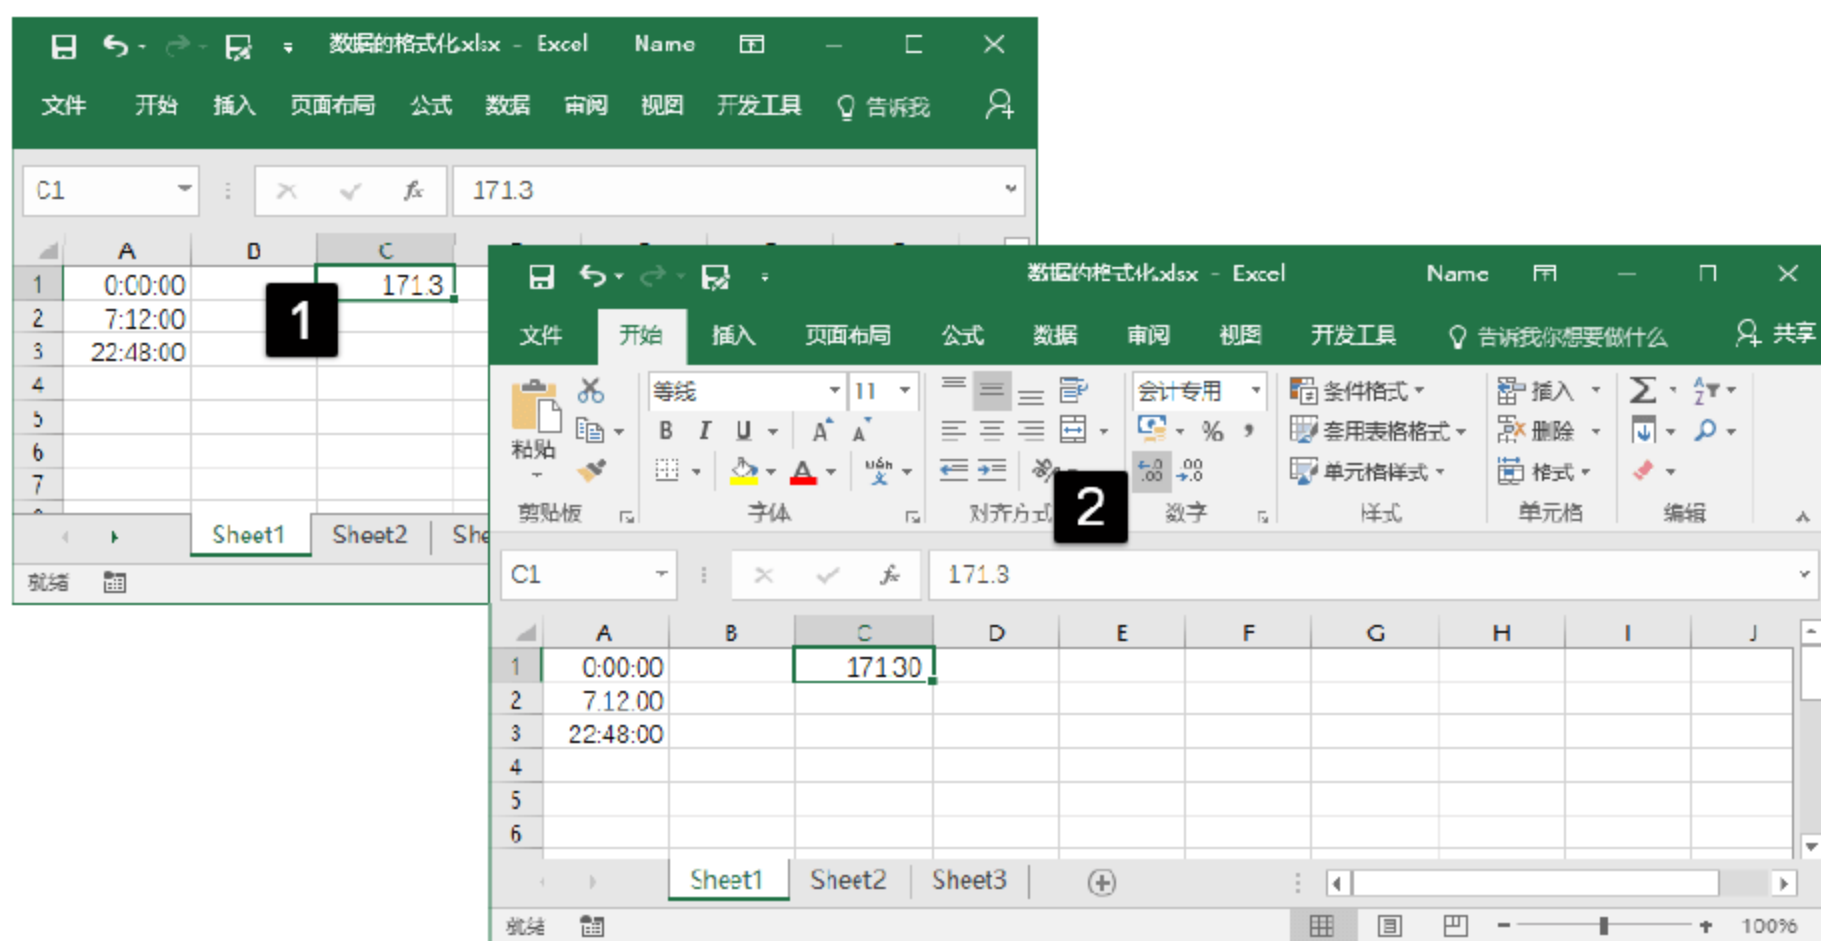 数据的格式化.xlsx - Excel Name
文件 开始 插入 页面布局 公式 数据 审阅 视图 开发工具 告诉我
C1 fx 171.3
A B C
1 0:00:00 171.3
2 7:12:00
3 22:48:00
4
5
6
7
Sheet1 Sheet2 She
就绪
1
数据的格式化.xlsx - Excel Name
文件 开始 插入 页面布局 公式 数据 审阅 视图 开发工具 告诉我你想要做什么 共享
等线 11 会计专用 条件格式 插入 Σ
粘贴 B I U A A % , 套用表格格式 删除
A wén 文 单元格样式 格式
剪贴板 字体 对齐方式 数字 样式 单元格 编辑
2
C1 fx 171.3
A B C D E F G H I J
1 0:00:00 171.30
2 7:12:00
3 22:48:00
4
5
6
Sheet1 Sheet2 Sheet3
就绪 100%